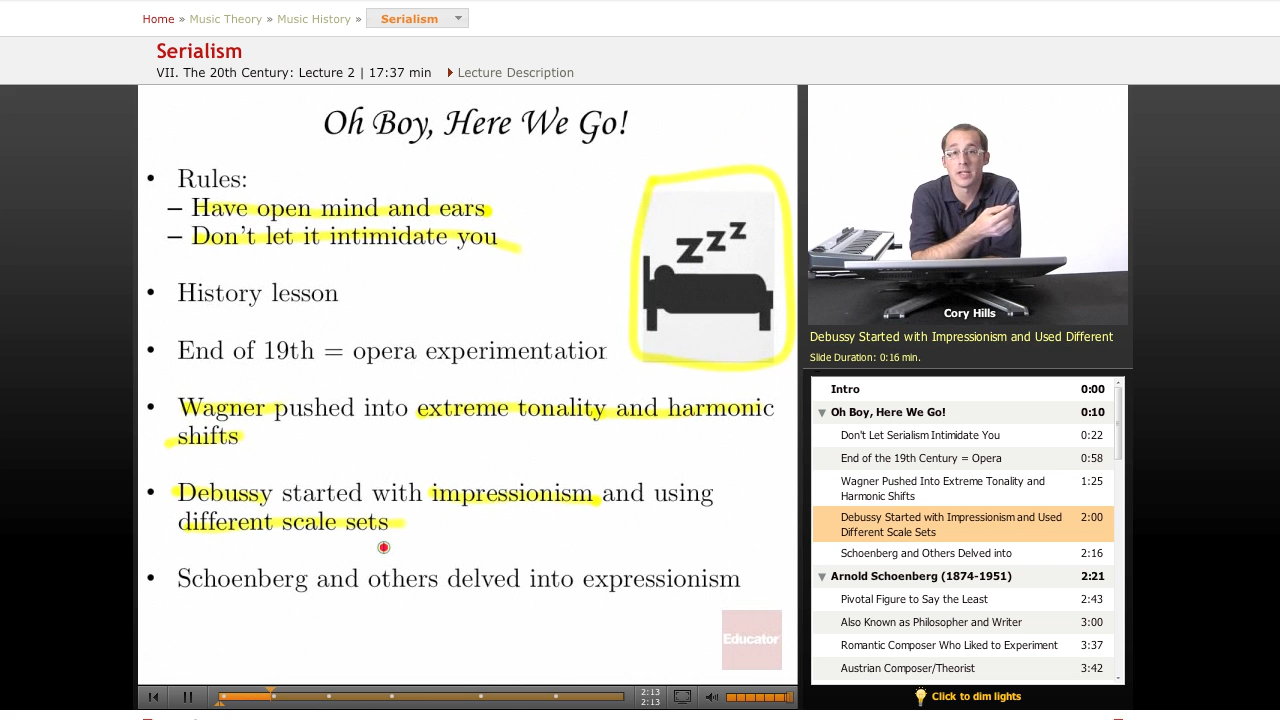 Home » Music Theory » Music History » Serialism
Serialism
VII. The 20th Century: Lecture 2 | 17:37 min Lecture Description
Oh Boy, Here We Go!
• Rules:
– Have open mind and ears
– Don't let it intimidate you
• History lesson
• End of 19th = opera experimentation
• Wagner pushed into extreme tonality and harmonic
shifts
• Debussy started with impressionism and using
different scale sets
• Schoenberg and others delved into expressionism
zzz
Educator
2:13
2:13
Cory Hills
Debussy Started with Impressionism and Used Different
Slide Duration: 0:16 min.
Intro 0:00
Oh Boy, Here We Go! 0:10
Don't Let Serialism Intimidate You 0:22
End of the 19th Century = Opera 0:58
Wagner Pushed Into Extreme Tonality and
Harmonic Shifts 1:25
Debussy Started with Impressionism and Used
Different Scale Sets 2:00
Schoenberg and Others Delved into 2:16
Arnold Schoenberg (1874-1951) 2:21
Pivotal Figure to Say the Least 2:43
Also Known as Philosopher and Writer 3:00
Romantic Composer Who Liked to Experiment 3:37
Austrian Composer/Theorist 3:42
Click to dim lights